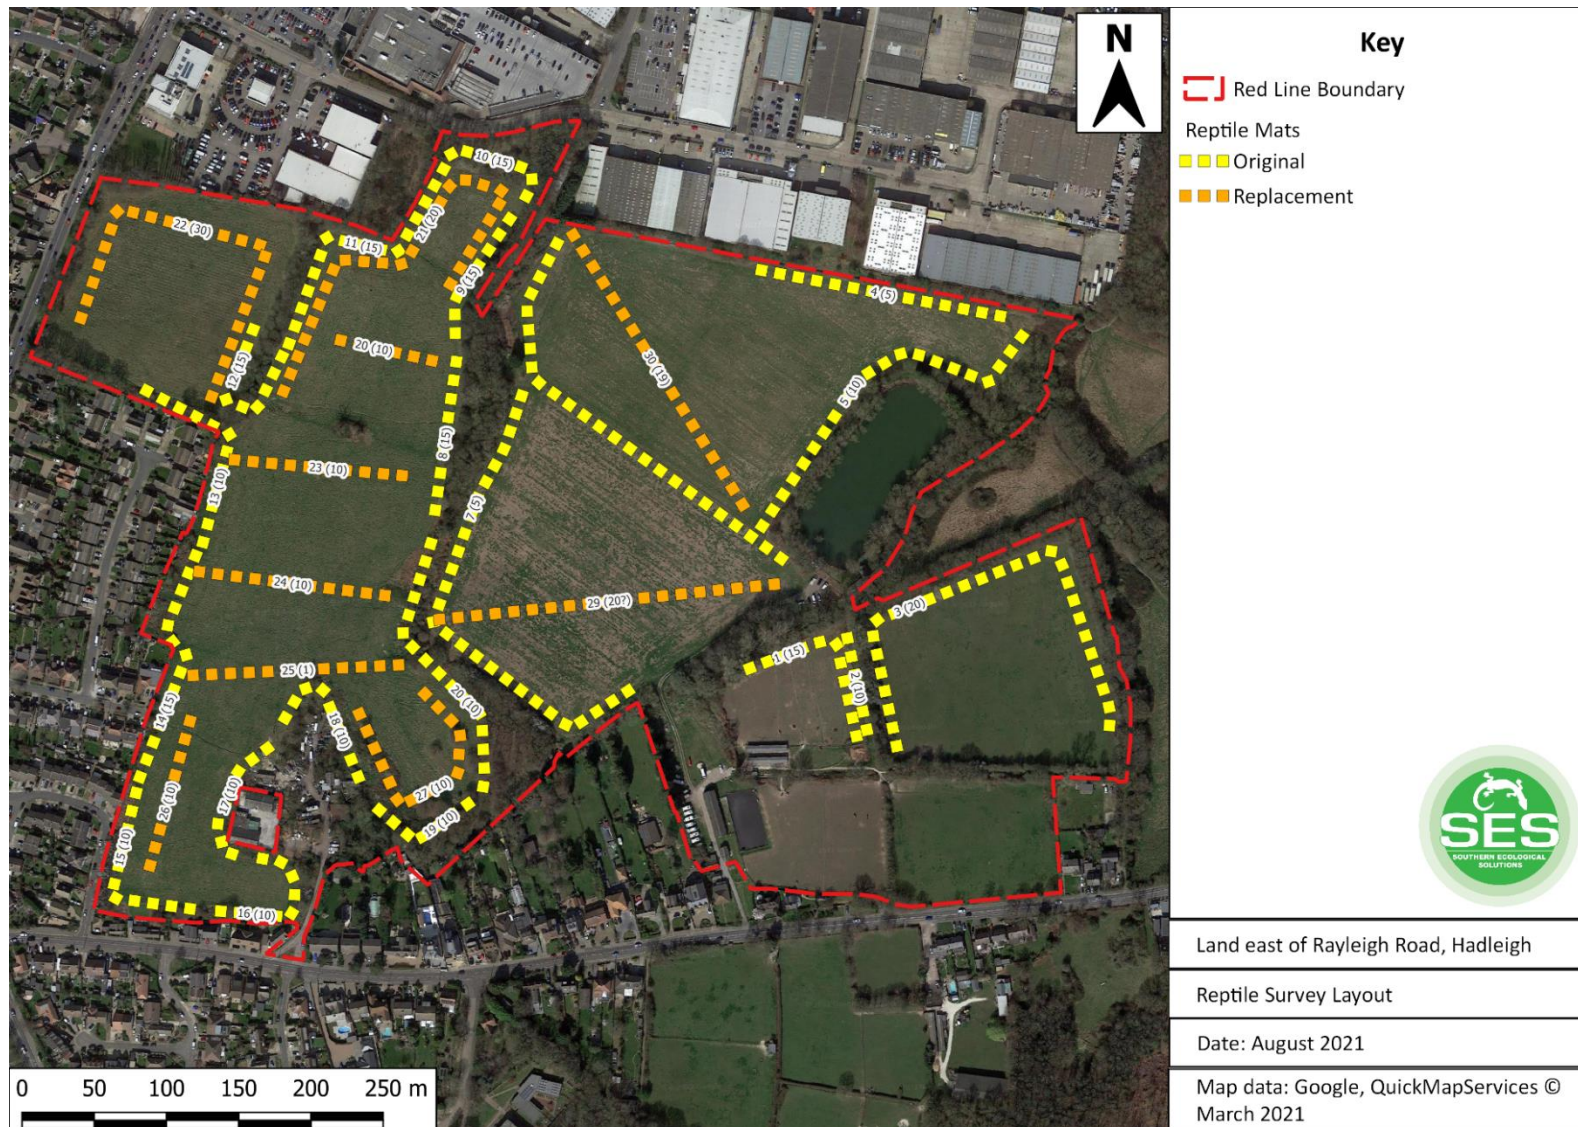 N
Key
Red Line Boundary
Reptile Mats
Original
Replacement
10 (15)
22 (30)
21 (20)
11 (15)
9 (15)
4 (5)
20 (10)
12 (15)
30 (19)
5 (10)
8 (15)
23 (10)
13 (10)
7 (5)
24 (10)
29 (20?)
3 (20)
1 (15)
25 (1)
2 (10)
20 (10)
14 (15)
18 (10)
26 (10)
17 (10)
27 (10)
19 (10)
15 (10)
16 (10)
SES
SOUTHERN ECOLOGICAL
SOLUTIONS
Land east of Rayleigh Road, Hadleigh
Reptile Survey Layout
Date: August 2021
Map data: Google, QuickMapServices ©
March 2021
0 50 100 150 200 250 m